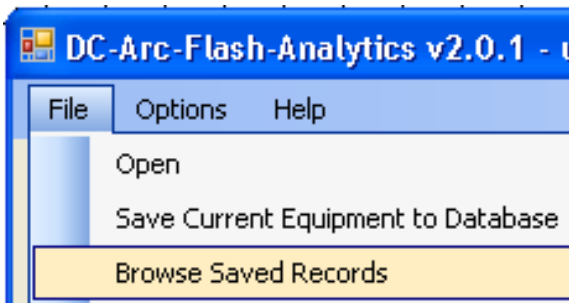 DC-Arc-Flash-Analytics v2.0.1 -
File Options Help
Open
Save Current Equipment to Database
Browse Saved Records